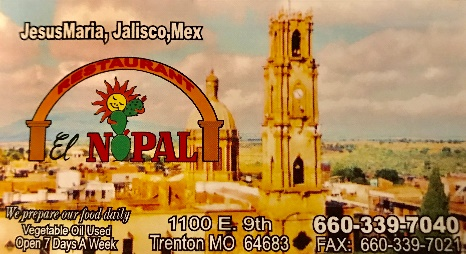 JesusMaria, Jalisco,Mex
RESTAURANT
El NOPAL
We prepare our food daily
Vegetable Oil Used
Open 7 Days A Week
1100 E. 9th
Trenton MO 64683
660-339-7040
FAX: 660-339-7021